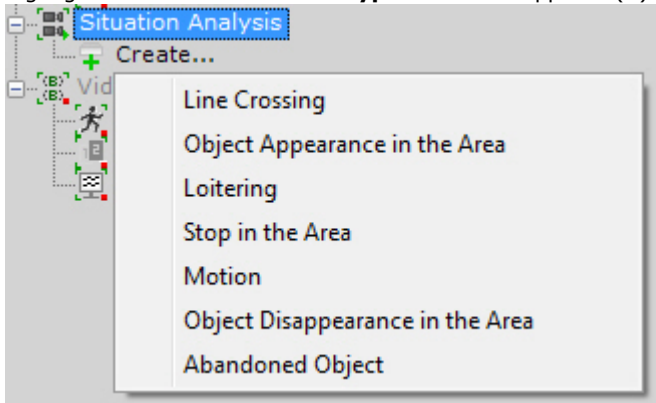 Situation Analysis
Create...
Vid
Line Crossing
Object Appearance in the Area
Loitering
Stop in the Area
Motion
Object Disappearance in the Area
Abandoned Object